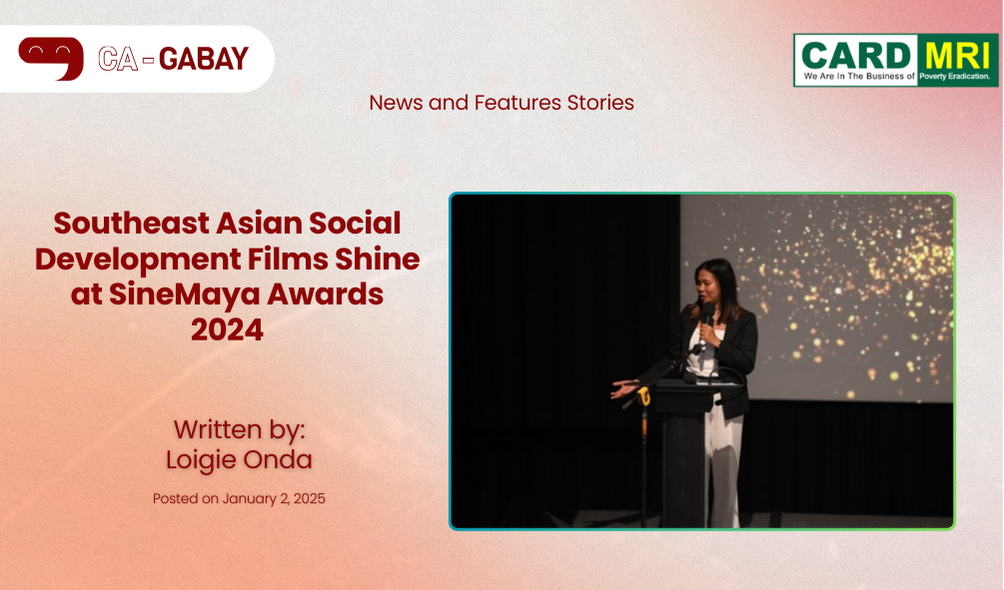 CA-GABAY
CARD MRI
We Are In The Business of Poverty Eradication.
News and Features Stories
Southeast Asian Social
Development Films Shine
at SineMaya Awards
2024
Written by:
Loigie Onda
Posted on January 2, 2025